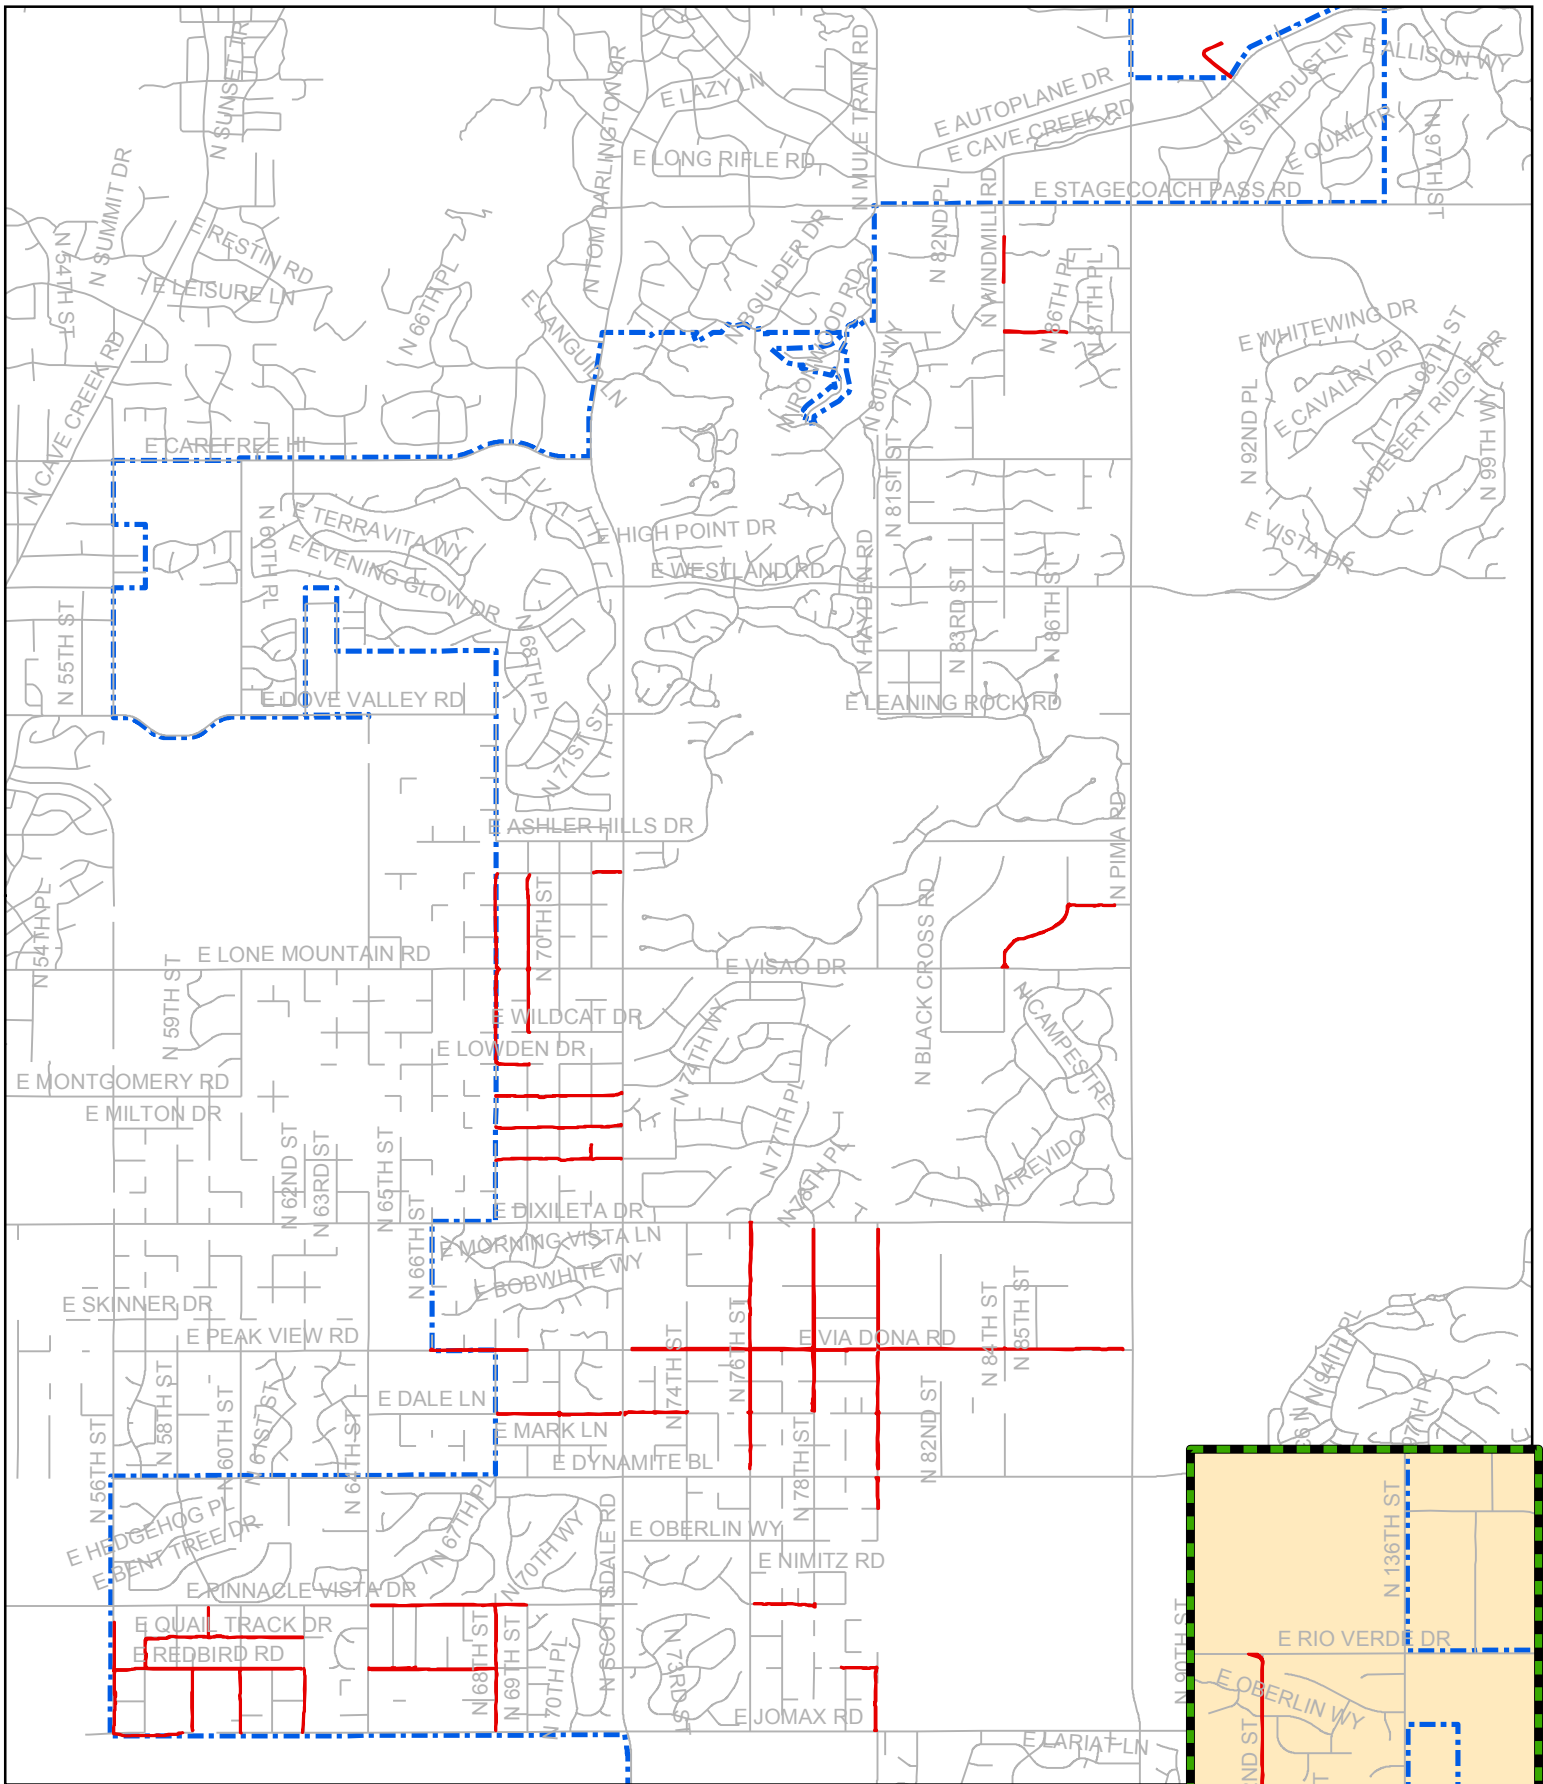 N SUNSET TR
N TOM DARLINGTON DR
E LAZY LN
N MULE TRAIN RD
E AUTOPLANE DR
E CAVE CREEK RD
N STARDUST LN
E ALLISON WY
E QUAIL TR
N 97TH ST
E LONG RIFLE RD
N SUMMIT DR
N 54TH ST
E RESTIN RD
E LEISURE LN
N 66TH PL
E LANGUID LN
N BOULDER DR
N IRONWOOD RD
N 80TH WY
N 82ND PL
N WINDMILL RD
E STAGECOACH PASS RD
N 86TH PL
N 87TH PL
E WHITEWING DR
E CAVALRY DR
N 98TH ST
N DESERT RIDGE DR
N 92ND PL
N 99TH WY
E VISTA DR
N CAVE CREEK RD
E CAREFREE HI
N 60TH PL
E TERRAVITA WY
E EVENING GLOW DR
E HIGH POINT DR
E WESTLAND RD
N HAYDEN RD
N 81ST ST
N 83RD ST
N 86TH ST
N 55TH ST
E DOVE VALLEY RD
N 69TH PL
N 71ST ST
E LEANING ROCK RD
E ASHLER HILLS DR
N PIMA RD
N 54TH PL
E LONE MOUNTAIN RD
N 70TH ST
E VISAO DR
N BLACK CROSS RD
N 59TH ST
E WILDCAT DR
E LOWDEN DR
N 74TH WY
N CAMPESTRE
E MONTGOMERY RD
E MILTON DR
N 62ND ST
N 63RD ST
N 65TH ST
N 66TH ST
N 77TH PL
N 78TH PL
N ATREVIDO
E DIXILETA DR
E MORNING VISTA LN
E BOBWHITE WY
E SKINNER DR
E PEAK VIEW RD
N 74TH ST
N 76TH ST
E VIA DONA RD
N 84TH ST
N 85TH ST
N 94TH PL
97TH
N 56TH ST
N 58TH ST
N 60TH ST
N 61ST ST
N 64TH ST
E DALE LN
E MARK LN
E DYNAMITE BL
N 78TH ST
N 82ND ST
E HEDGEHOG PL
E BENT TREE DR
N 67TH PL
N 70TH WY
N SCOTTSDALE RD
E OBERLIN WY
E NIMITZ RD
N 136TH ST
E PINNACLE VISTA DR
E QUAIL TRACK DR
E REDBIRD RD
N 68TH ST
N 69TH ST
N 70TH PL
N 73RD ST
E JOMAX RD
N 90TH ST
E RIO VERDE DR
E OBERLIN WY
E LARIAT LN
ND ST
ST